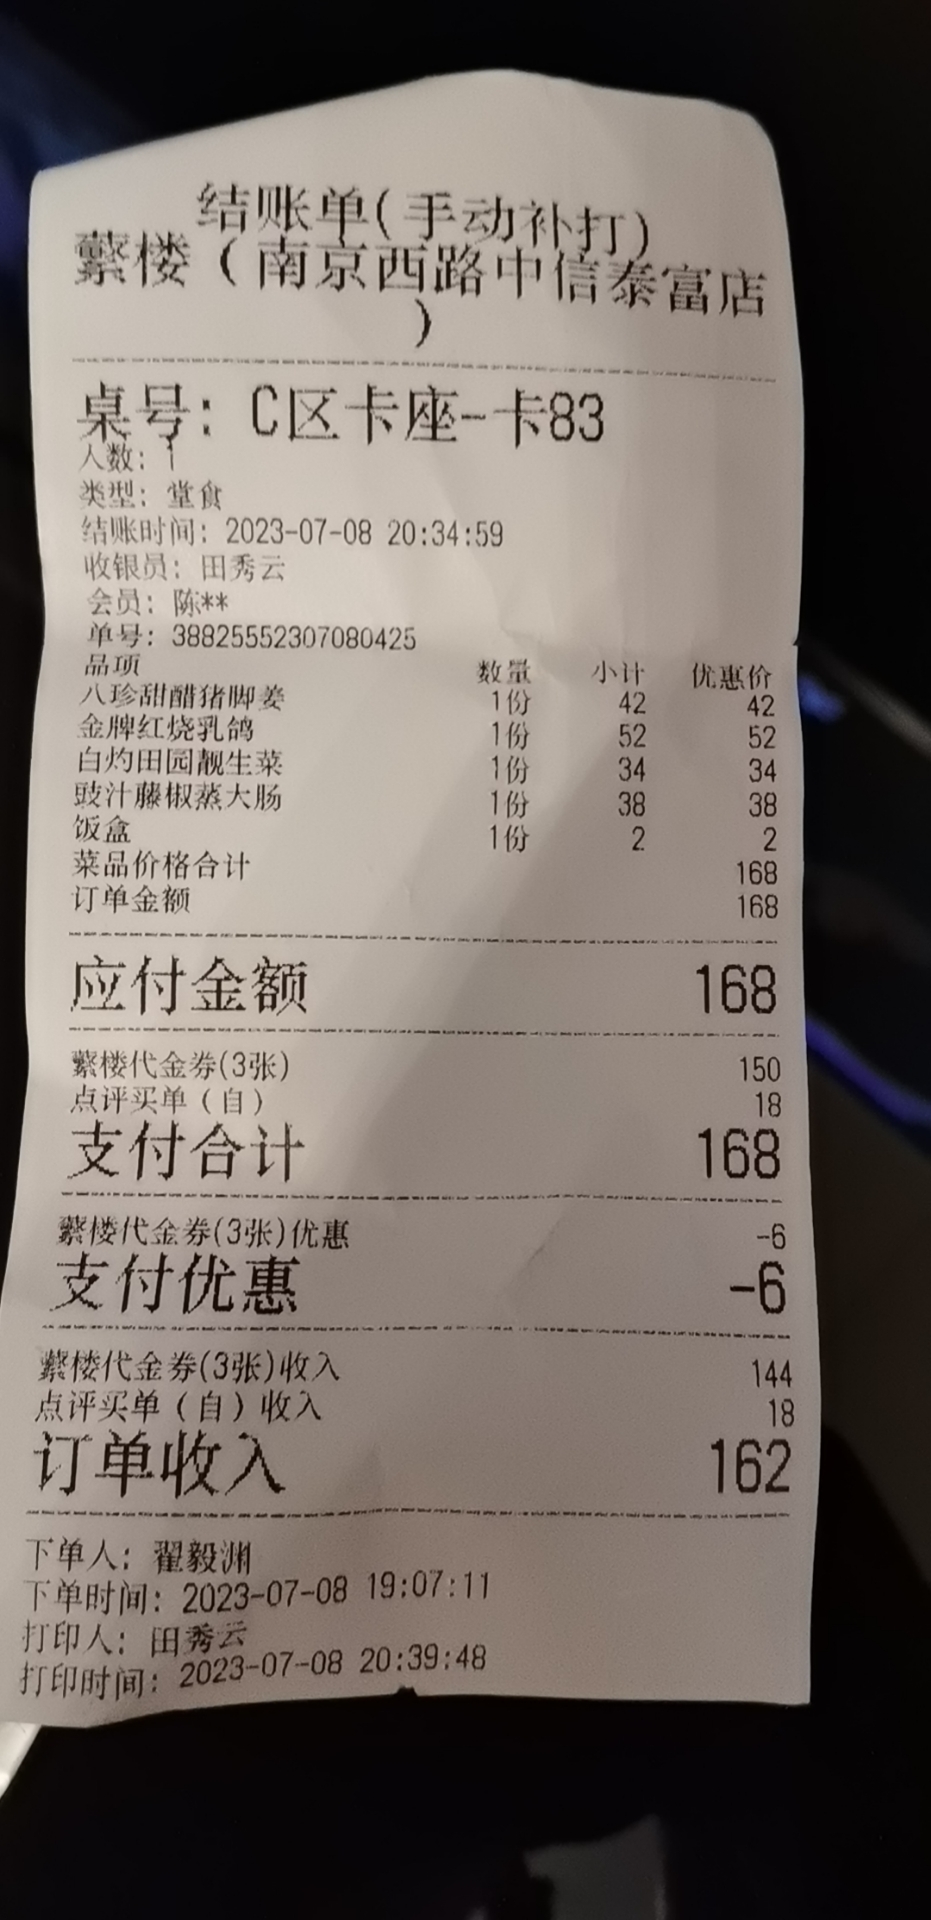 结账单(手动补打)
蘩楼（南京西路中信泰富店
）
桌号：C区卡座-卡83
人数：1
类型：堂食
结账时间：2023-07-08 20:34:59
收银员：田秀云
会员：陈**
单号：38825552307080425
品项 数量 小计 优惠价
八珍甜醋猪脚姜 1份 42 42
金牌红烧乳鸽 1份 52 52
白灼田园靓生菜 1份 34 34
豉汁藤椒蒸大肠 1份 38 38
饭盒 1份 2 2
菜品价格合计 168
订单金额 168
应付金额 168
蘩楼代金券(3张) 150
点评买单（自） 18
支付合计 168
蘩楼代金券(3张)优惠 -6
支付优惠 -6
蘩楼代金券(3张)收入 144
点评买单（自）收入 18
订单收入 162
下单人：翟毅渊
下单时间：2023-07-08 19:07:11
打印人：田秀云
打印时间：2023-07-08 20:39:48